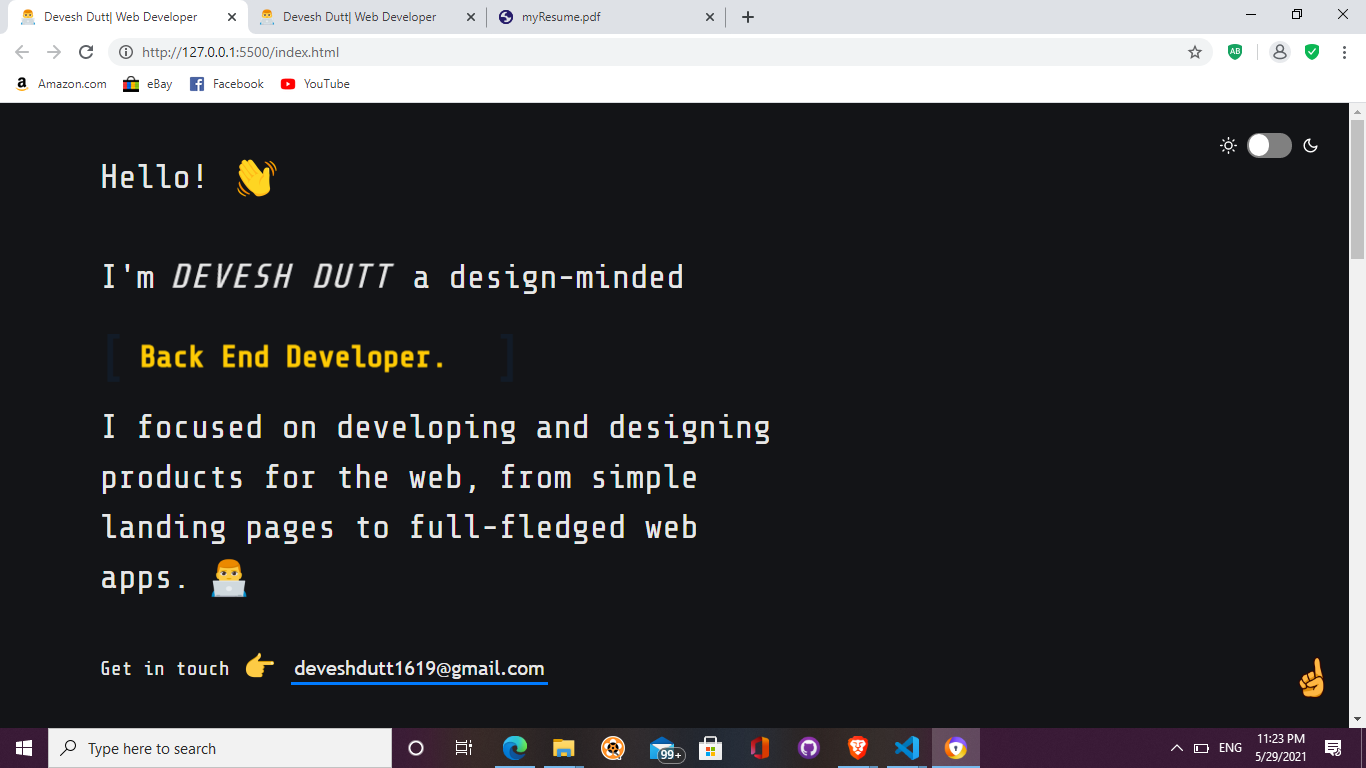 Devesh Dutt| Web Developer
Devesh Dutt| Web Developer
myResume.pdf
http://127.0.0.1:5500/index.html
AB
Amazon.com
eBay
Facebook
YouTube
Hello! 👋
I'm DEVESH DUTT a design-minded
[ Back End Developer. ]
I focused on developing and designing
products for the web, from simple
landing pages to full-fledged web
apps. 👨‍💻
Get in touch 👉 deveshdutt1619@gmail.com
Type here to search
99+
ENG
11:23 PM
5/29/2021